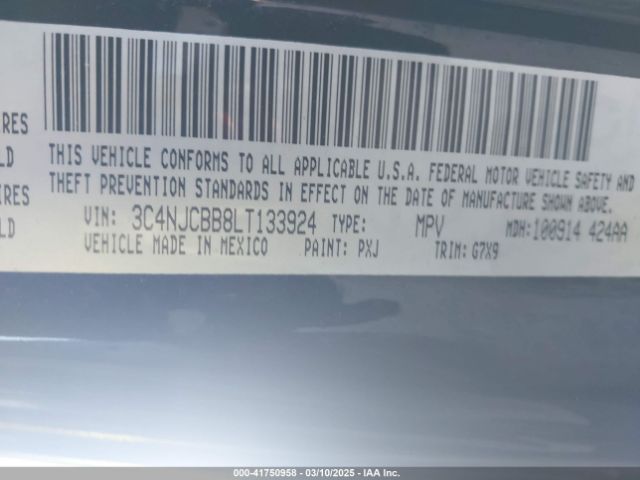 IRES
LD
IRES
LD
THIS VEHICLE CONFORMS TO ALL APPLICABLE U.S.A. FEDERAL MOTOR VEHICLE SAFETY AND
THEFT PREVENTION STANDARDS IN EFFECT ON THE DATE OF MANUFACTURE SHOWN ABOVE.
VIN: 3C4NJCBB8LT133924 TYPE: MPV MDH:100914 424AA
VEHICLE MADE IN MEXICO PAINT: PXJ TRIM: G7X9
000-41750958 - 03/10/2025 - IAA Inc.